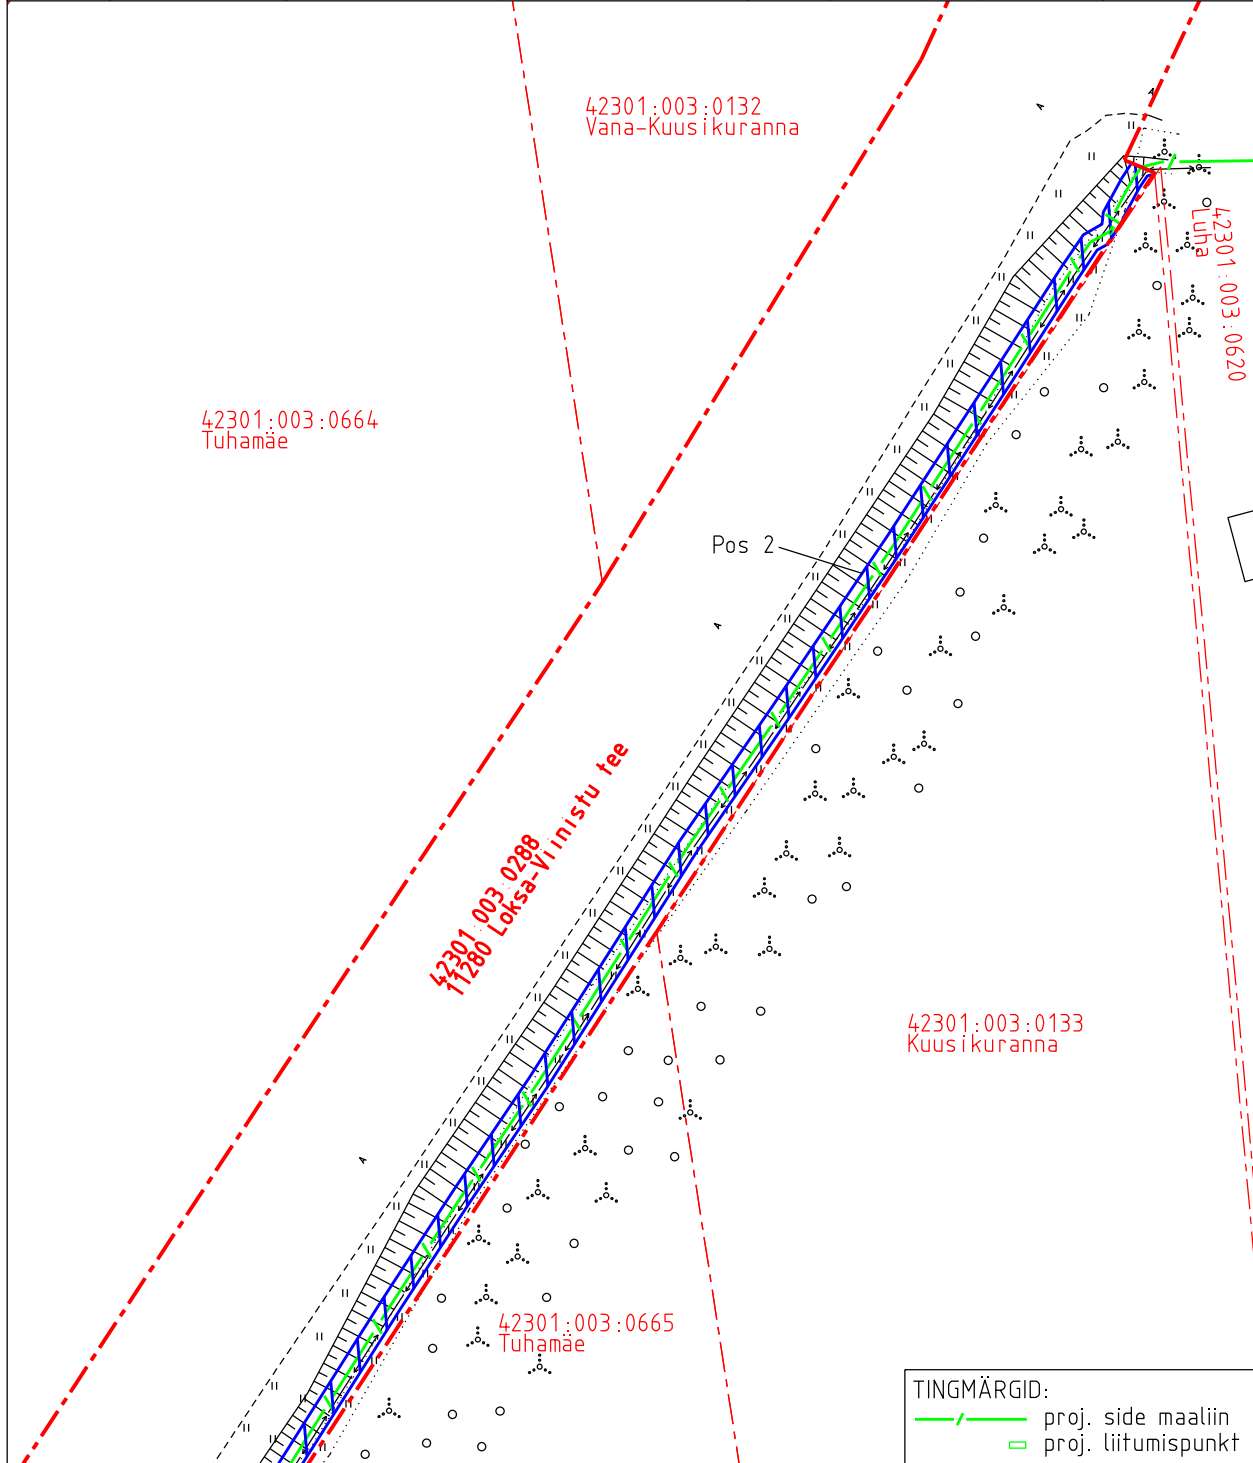 42301:003:0132
Vana-Kuusikuranna
42301:003:0620
Luha
42301:003:0664
Tuhamäe
Pos 2
42301:003:0288
11280 Loksa-Viinistu tee
42301:003:0133
Kuusikuranna
42301:003:0665
Tuhamäe
TINGMÄRGID:
proj. side maaliin
proj. liitumispunkt